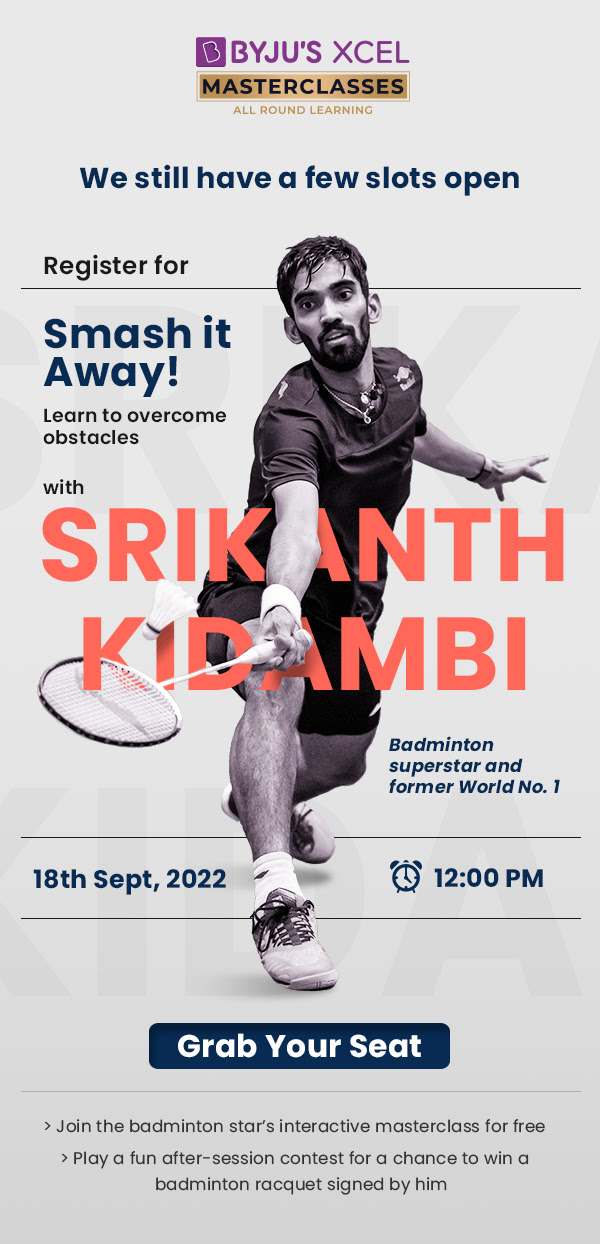 BYJU'S XCEL
MASTERCLASSES
ALL ROUND LEARNING
We still have a few slots open
Register for
Smash it
Away!
Learn to overcome
obstacles
with
SRIKANTH
KIDAMBI
Badminton
superstar and
former World No. 1
18th Sept, 2022
12:00 PM
Grab Your Seat
> Join the badminton star's interactive masterclass for free
> Play a fun after-session contest for a chance to win a
badminton racquet signed by him